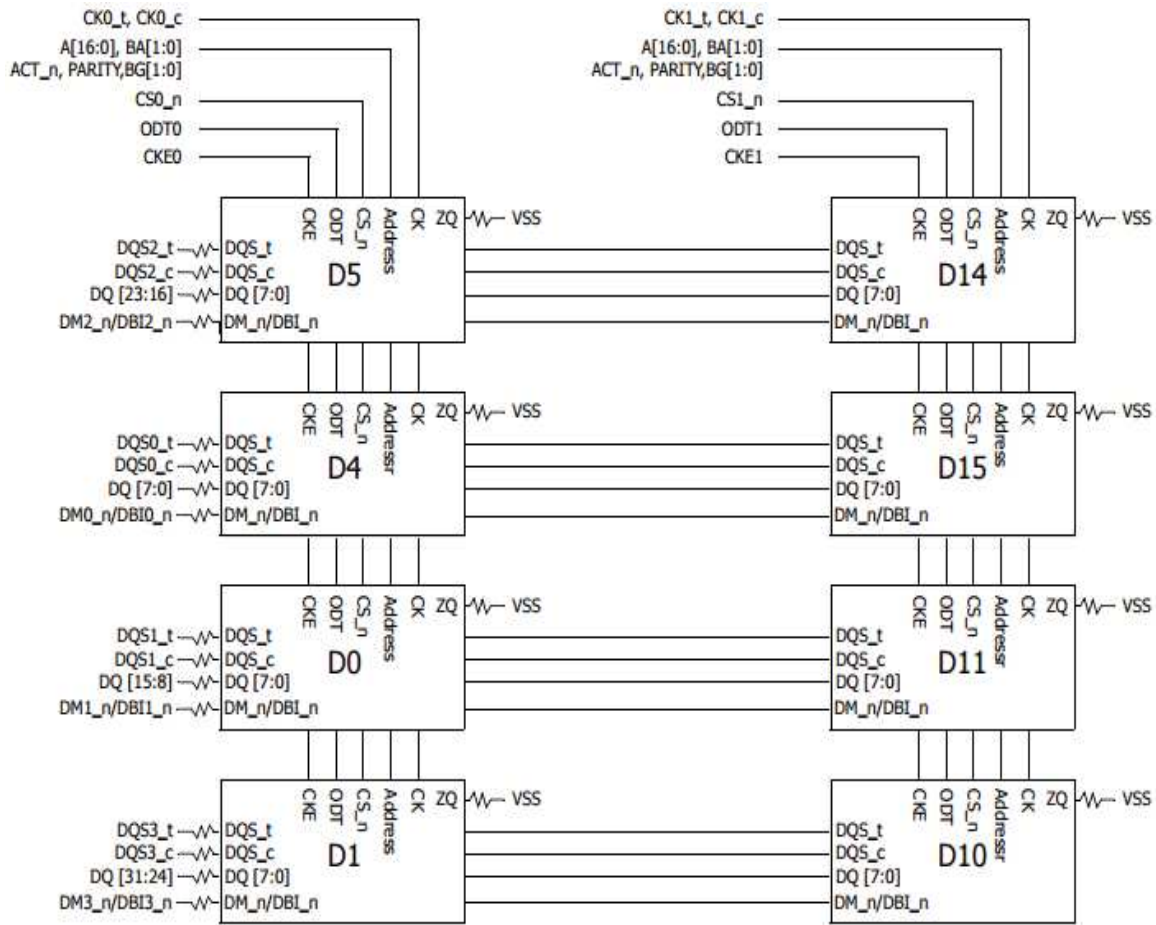 CK0_t, CK0_c
A[16:0], BA[1:0]
ACT_n, PARITY,BG[1:0]
CS0_n
ODT0
CKE0
CK1_t, CK1_c
A[16:0], BA[1:0]
ACT_n, PARITY,BG[1:0]
CS1_n
ODT1
CKE1
CKE
ODT
CS_n
Address
CK
ZQ
VSS
DQS2_t
DQS2_c
DQ [23:16]
DM2_n/DBI2_n
DQS_t
DQS_c
DQ [7:0]
DM_n/DBI_n
D5
CKE
ODT
CS_n
Address
CK
ZQ
VSS
DQS_t
DQS_c
DQ [7:0]
DM_n/DBI_n
D14
CKE
ODT
CS_n
Addressr
CK
ZQ
VSS
DQS0_t
DQS0_c
DQ [7:0]
DM0_n/DBI0_n
DQS_t
DQS_c
DQ [7:0]
DM_n/DBI_n
D4
CKE
ODT
CS_n
Address
CK
ZQ
VSS
DQS_t
DQS_c
DQ [7:0]
DM_n/DBI_n
D15
CKE
ODT
CS_n
Address
CK
ZQ
VSS
DQS1_t
DQS1_c
DQ [15:8]
DM1_n/DBI1_n
DQS_t
DQS_c
DQ [7:0]
DM_n/DBI_n
D0
CKE
ODT
CS_n
Addressr
CK
ZQ
VSS
DQS_t
DQS_c
DQ [7:0]
DM_n/DBI_n
D11
CKE
ODT
CS_n
Address
CK
ZQ
VSS
DQS3_t
DQS3_c
DQ [31:24]
DM3_n/DBI3_n
DQS_t
DQS_c
DQ [7:0]
DM_n/DBI_n
D1
CKE
ODT
CS_n
Addressr
CK
ZQ
VSS
DQS_t
DQS_c
DQ [7:0]
DM_n/DBI_n
D10